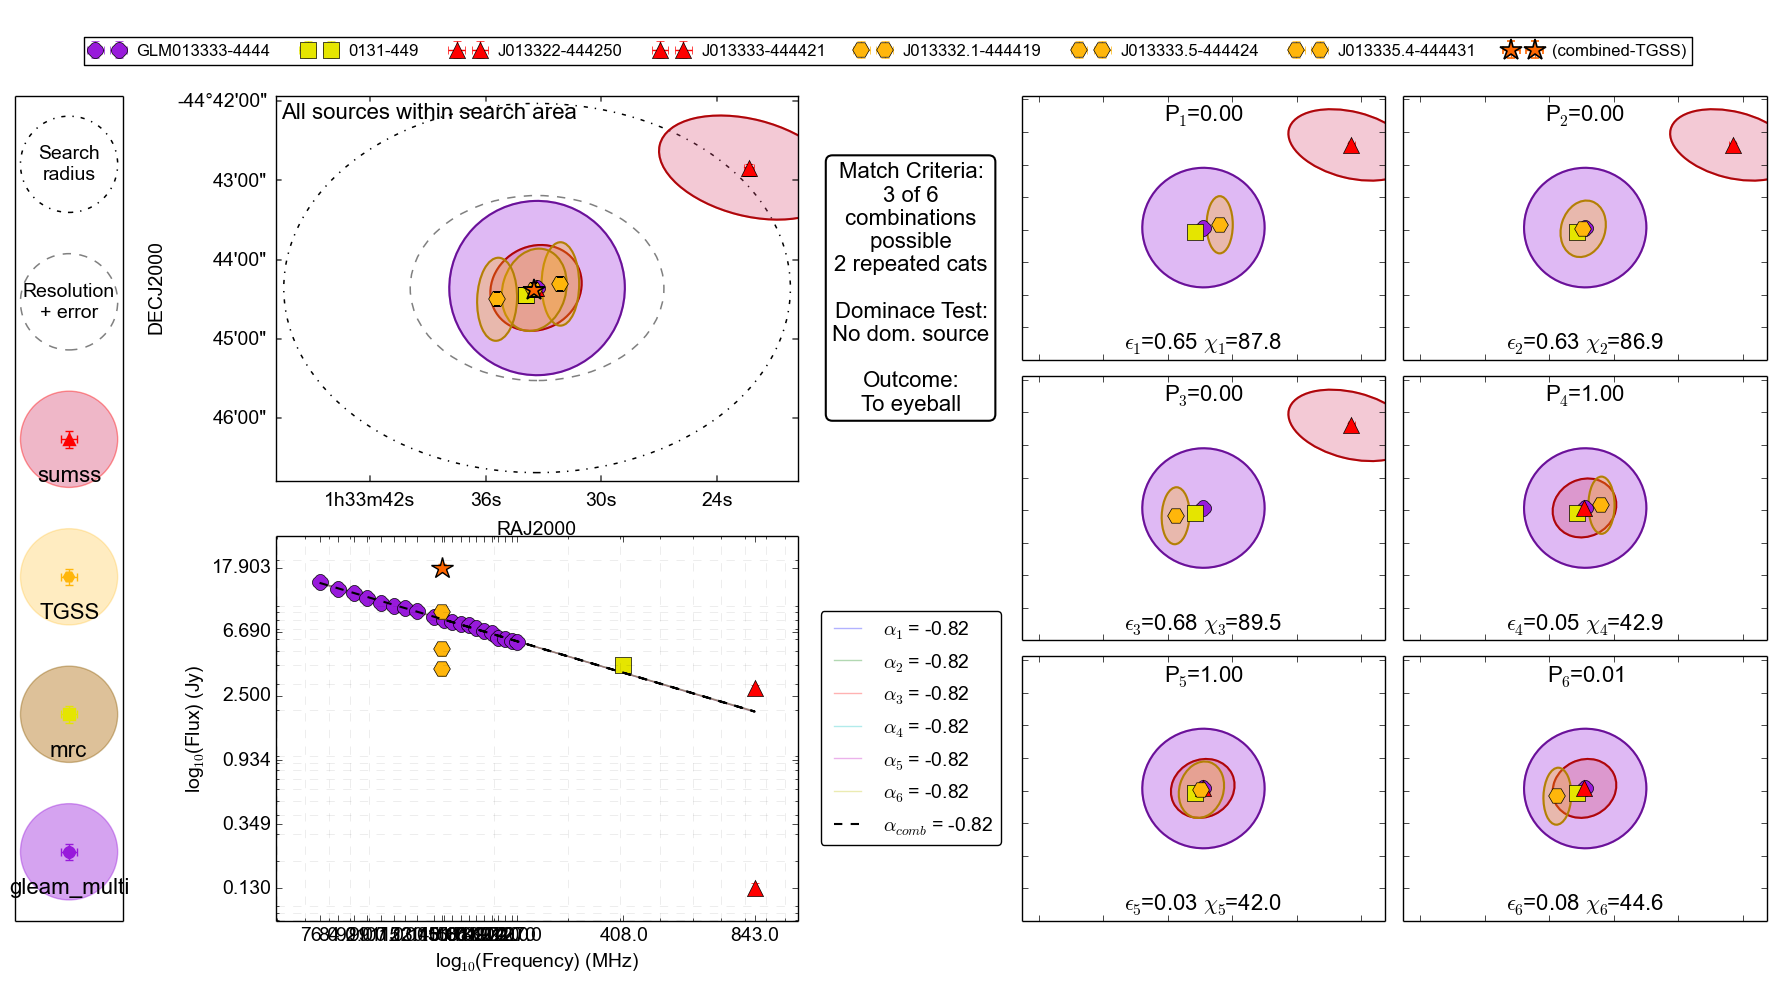 GLM013333-4444 0131-449 J013322-444250 J013333-444421 J013332.1-444419 J013333.5-444424 J013335.4-444431 (combined-TGSS)
Search
radius
Resolution
+ error
sumss
TGSS
mrc
gleam_multi
All sources within search area
-44°42'00"
43'00"
44'00"
45'00"
46'00"
DECJ2000
1h33m42s 36s 30s 24s
RAJ2000
Match Criteria:
3 of 6
combinations
possible
2 repeated cats
Dominace Test:
No dom. source
Outcome:
To eyeball
17.903
6.690
2.500
0.934
0.349
0.130
log10(Flux) (Jy)
408.0 843.0
log10(Frequency) (MHz)
α1 = -0.82
α2 = -0.82
α3 = -0.82
α4 = -0.82
α5 = -0.82
α6 = -0.82
αcomb = -0.82
P1=0.00
ϵ1=0.65 χ1=87.8
P2=0.00
ϵ2=0.63 χ2=86.9
P3=0.00
ϵ3=0.68 χ3=89.5
P4=1.00
ϵ4=0.05 χ4=42.9
P5=1.00
ϵ5=0.03 χ5=42.0
P6=0.01
ϵ6=0.08 χ6=44.6